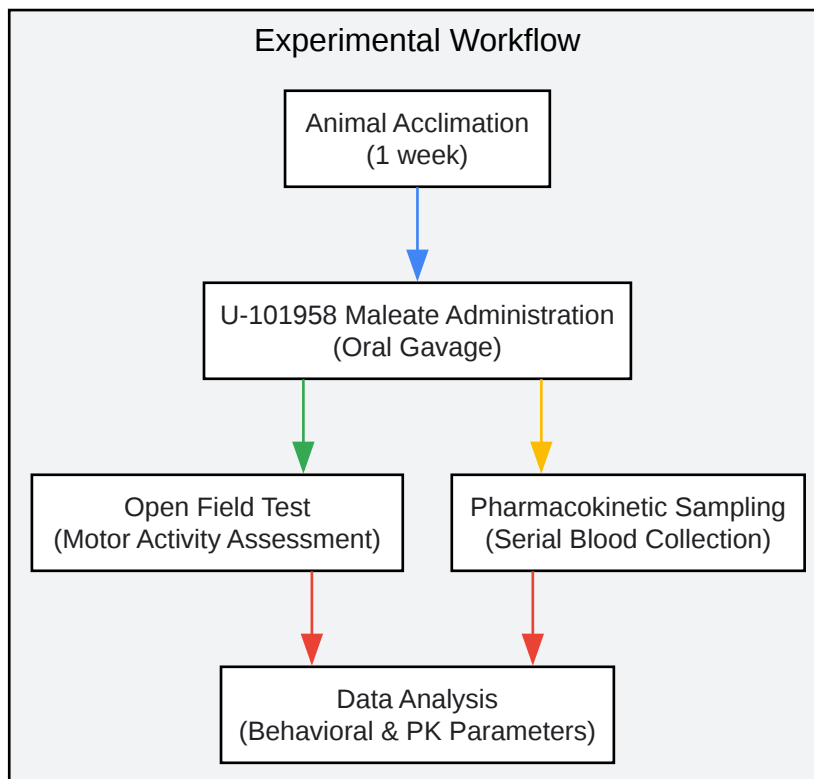 Experimental Workflow
Animal Acclimation
(1 week)
U-101958 Maleate Administration
(Oral Gavage)
Open Field Test
(Motor Activity Assessment)
Pharmacokinetic Sampling
(Serial Blood Collection)
Data Analysis
(Behavioral & PK Parameters)